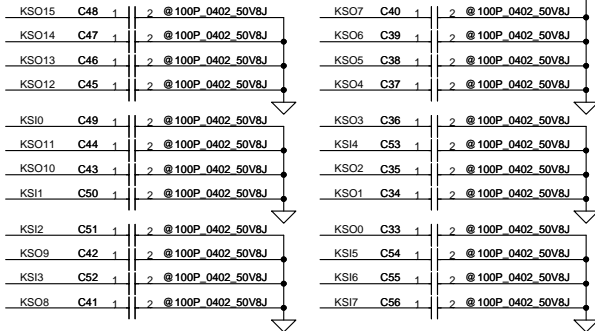 KSO15 C48 1 2 @100P_0402_50V8J
KSO14 C47 1 2 @100P_0402_50V8J
KSO13 C46 1 2 @100P_0402_50V8J
KSO12 C45 1 2 @100P_0402_50V8J
KSI0 C49 1 2 @100P_0402_50V8J
KSO11 C44 1 2 @100P_0402_50V8J
KSO10 C43 1 2 @100P_0402_50V8J
KSI1 C50 1 2 @100P_0402_50V8J
KSI2 C51 1 2 @100P_0402_50V8J
KSO9 C42 1 2 @100P_0402_50V8J
KSI3 C52 1 2 @100P_0402_50V8J
KSO8 C41 1 2 @100P_0402_50V8J
KSO7 C40 1 2 @100P_0402_50V8J
KSO6 C39 1 2 @100P_0402_50V8J
KSO5 C38 1 2 @100P_0402_50V8J
KSO4 C37 1 2 @100P_0402_50V8J
KSO3 C36 1 2 @100P_0402_50V8J
KSI4 C53 1 2 @100P_0402_50V8J
KSO2 C35 1 2 @100P_0402_50V8J
KSO1 C34 1 2 @100P_0402_50V8J
KSO0 C33 1 2 @100P_0402_50V8J
KSI5 C54 1 2 @100P_0402_50V8J
KSI6 C55 1 2 @100P_0402_50V8J
KSI7 C56 1 2 @100P_0402_50V8J